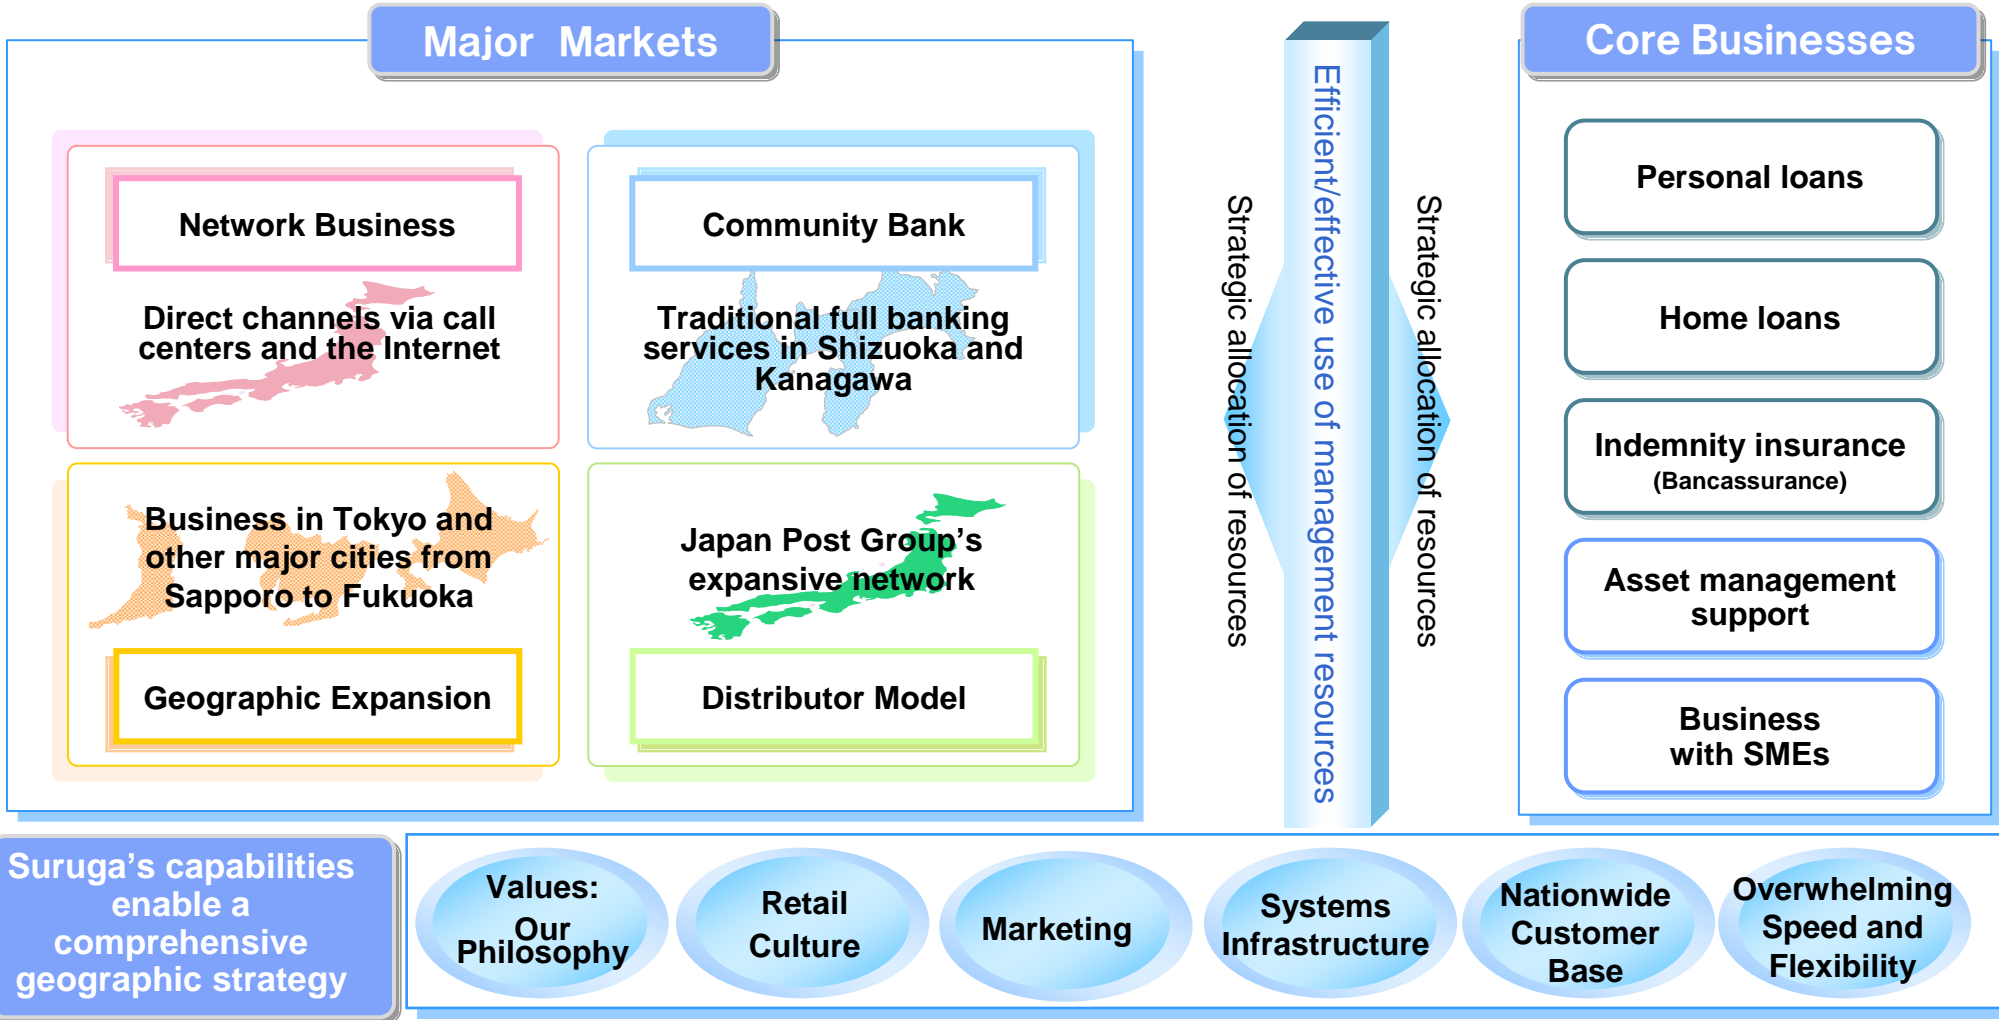 Major Markets
Network Business
Direct channels via call
centers and the Internet
Community Bank
Traditional full banking
services in Shizuoka and
Kanagawa
Business in Tokyo and
other major cities from
Sapporo to Fukuoka
Geographic Expansion
Japan Post Group’s
expansive network
Distributor Model
Strategic allocation of resources
Efficient/effective use of management resources
Strategic allocation of resources
Core Businesses
Personal loans
Home loans
Indemnity insurance
(Bancassurance)
Asset management
support
Business
with SMEs
Suruga’s capabilities
enable a
comprehensive
geographic strategy
Values:
Our
Philosophy
Retail
Culture
Marketing
Systems
Infrastructure
Nationwide
Customer
Base
Overwhelming
Speed and
Flexibility